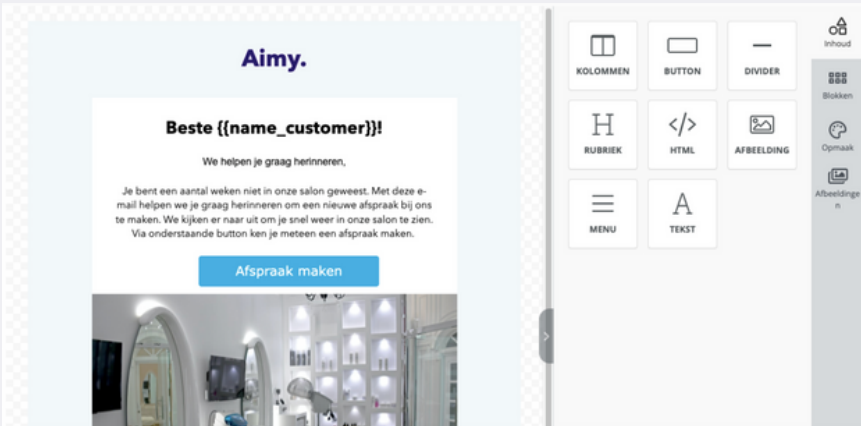 Aimy.
Beste {{name_customer}}!
We helpen je graag herinneren,
Je bent een aantal weken niet in onze salon geweest. Met deze e-
mail helpen we je graag herinneren om een nieuwe afspraak bij ons
te maken. We kijken er naar uit om je snel weer in onze salon te zien.
Via onderstaande button ken je meteen een afspraak maken.
Afspraak maken
KOLOMMEN
BUTTON
DIVIDER
RUBRIEK
HTML
AFBEELDING
MENU
TEKST
Inhoud
Blokken
Opmaak
Afbeeldinge
n